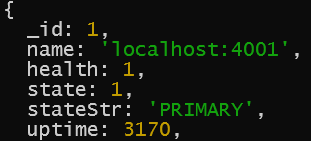 {
  _id: 1,
  name: 'localhost:4001',
  health: 1,
  state: 1,
  stateStr: 'PRIMARY',
  uptime: 3170,